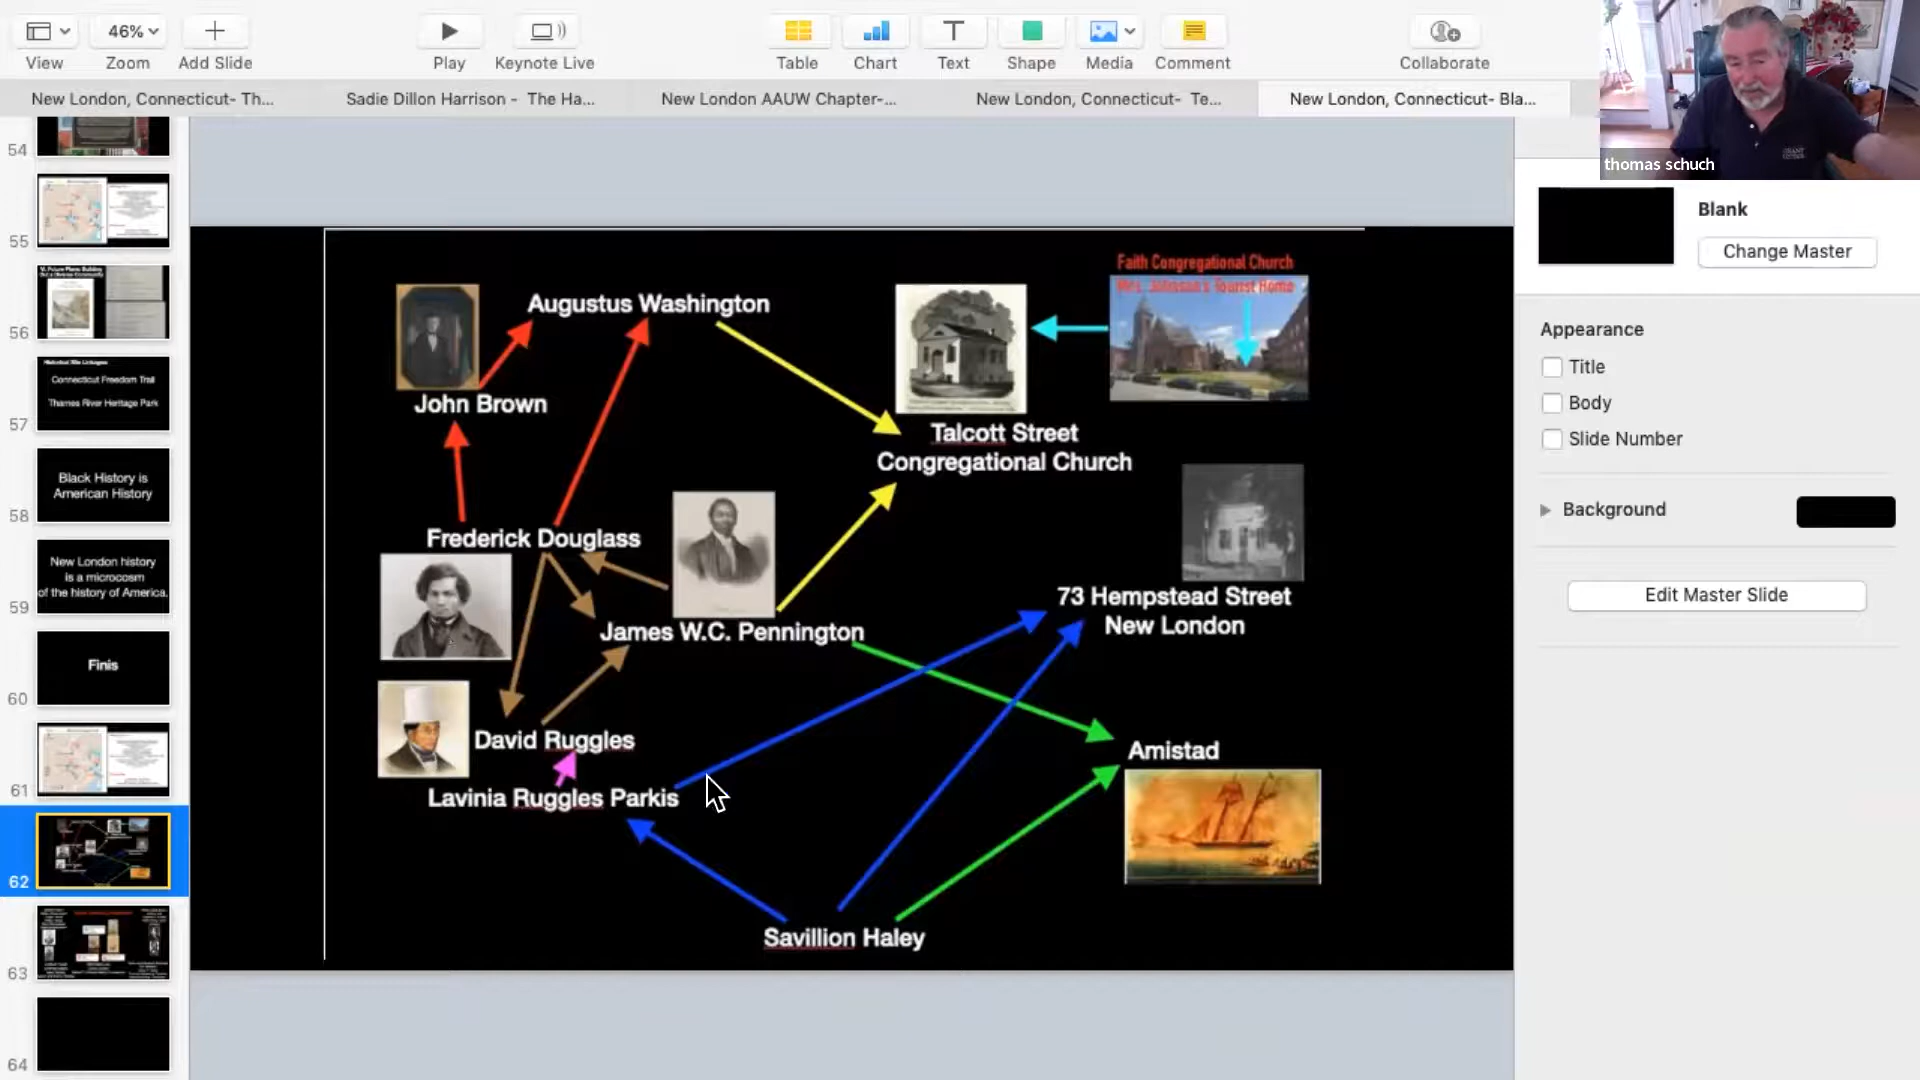 46%
View
Zoom
Add Slide
Play
Keynote Live
Table
Chart
Text
Shape
Media
Comment
Collaborate
New London, Connecticut- Th...
Sadie Dillon Harrison - The Ha...
New London AAUW Chapter-...
New London, Connecticut- Te...
New London, Connecticut- Bla...
thomas schuch
54
55
56
57
Connecticut Freedom Trail
Thames River Heritage Park
58
Black History is
American History
59
New London history
is a microcosm
of the history of America.
60
Finis
61
62
63
64
Faith Congregational Church
Mrs. Johnson's Tourist Home
Augustus Washington
John Brown
Talcott Street
Congregational Church
Frederick Douglass
73 Hempstead Street
New London
James W.C. Pennington
David Ruggles
Amistad
Lavinia Ruggles Parkis
Savillion Haley
Blank
Change Master
Appearance
Title
Body
Slide Number
Background
Edit Master Slide